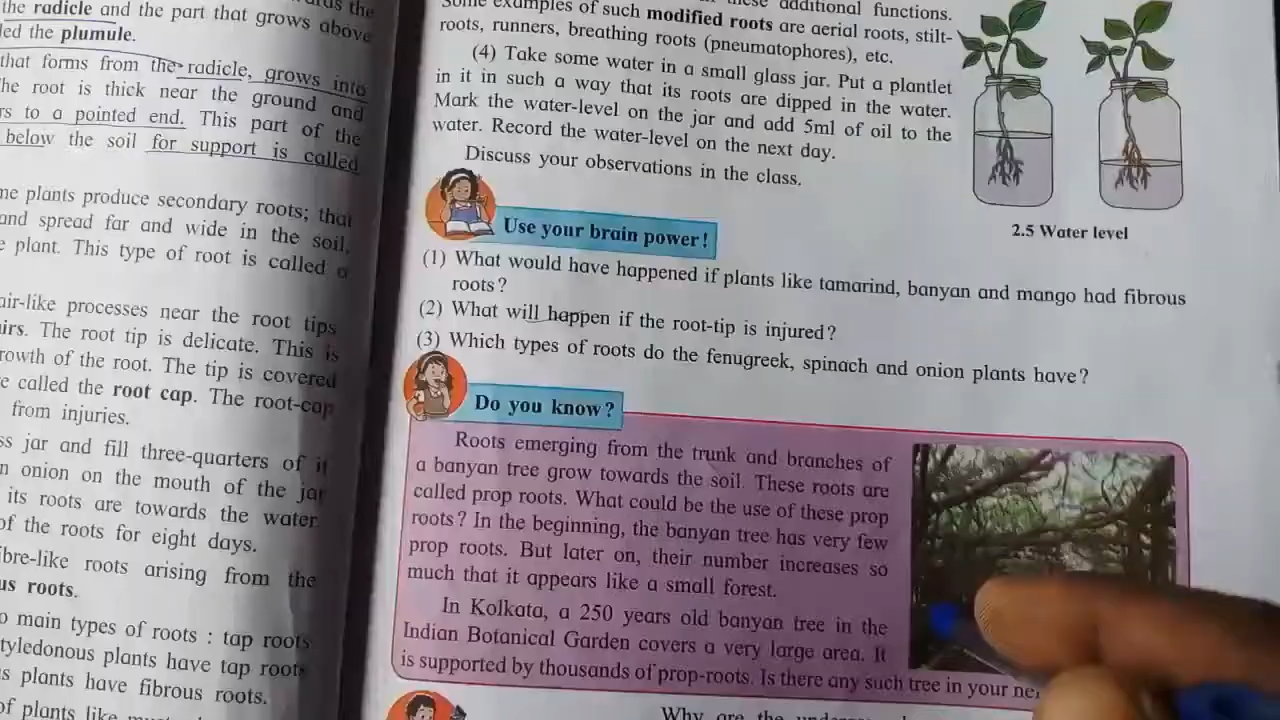 the radicle and the part that grows above
led the plumule.
that forms from the radicle, grows into
he root is thick near the ground and
rs to a pointed end. This part of the
below the soil for support is called
me plants produce secondary roots; that
and spread far and wide in the soil,
e plant. This type of root is called a
air-like processes near the root tips
airs. The root tip is delicate. This is
rowth of the root. The tip is covered
e called the root cap. The root-cap
from injuries.
ss jar and fill three-quarters of it
n onion on the mouth of the jar
its roots are towards the water.
of the roots for eight days.
ibre-like roots arising from the
us roots.
o main types of roots : tap roots
tyledonous plants have tap roots
s plants have fibrous roots.
of plants like
these additional functions.
Some examples of such modified roots are aerial roots, stilt-
roots, runners, breathing roots (pneumatophores), etc.
(4) Take some water in a small glass jar. Put a plantlet
in it in such a way that its roots are dipped in the water.
Mark the water-level on the jar and add 5ml of oil to the
water. Record the water-level on the next day.
Discuss your observations in the class.
2.5 Water level
Use your brain power!
(1) What would have happened if plants like tamarind, banyan and mango had fibrous
roots?
(2) What will happen if the root-tip is injured?
(3) Which types of roots do the fenugreek, spinach and onion plants have?
Do you know?
Roots emerging from the trunk and branches of
a banyan tree grow towards the soil. These roots are
called prop roots. What could be the use of these prop
roots? In the beginning, the banyan tree has very few
prop roots. But later on, their number increases so
much that it appears like a small forest.
In Kolkata, a 250 years old banyan tree in the
Indian Botanical Garden covers a very large area. It
is supported by thousands of prop-roots. Is there any such tree in your ne
Why are the